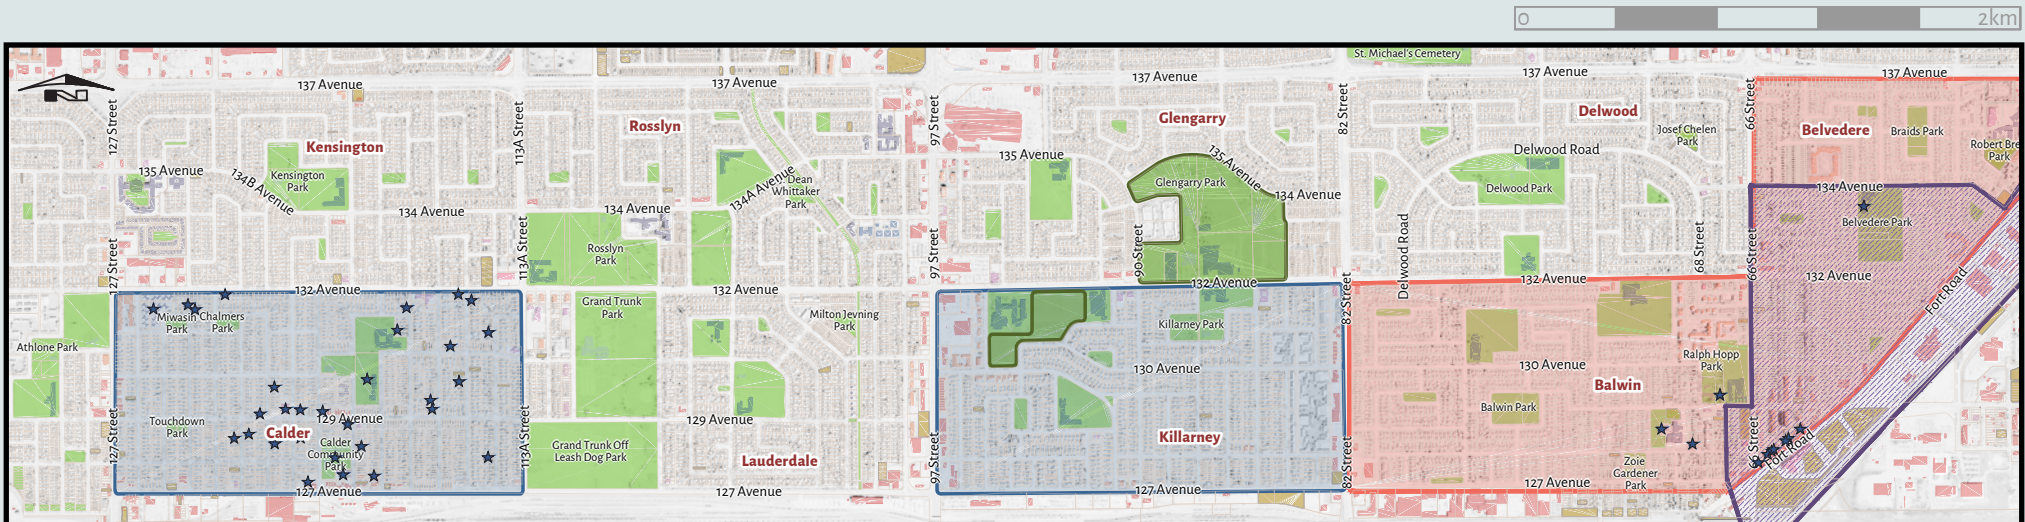 0
2km
St. Michael's Cemetery
137 Avenue
137 Avenue
137 Avenue
137 Avenue
137 Avenue
N
127 Street
113A Street
97 Street
82 Street
66 Street
Kensington
Rosslyn
Glengarry
Delwood
Belvedere
Josef Chelen
Park
Braids Park
Robert Bre
Park
135 Avenue
134B Avenue
Kensington
Park
134 Avenue
134 Avenue
134A Avenue
Dean
Whittaker
Park
135 Avenue
135 Avenue
Glengarry Park
134 Avenue
Delwood Road
Delwood Park
134 Avenue
Belvedere Park
127 Street
113A Street
Rosslyn
Park
97 Street
90 Street
Delwood Road
68 Street
66 Street
132 Avenue
132 Avenue
132 Avenue
132 Avenue
132 Avenue
Fort Road
Miwasin
Park
Chalmers
Park
Grand Trunk
Park
Milton Jevning
Park
Killarney Park
82 Street
Athlone Park
130 Avenue
130 Avenue
Ralph Hopp
Park
Balwin
Balwin Park
127 Street
Touchdown
Park
129 Avenue
Calder
Calder
Community
Park
113A Street
129 Avenue
Grand Trunk Off
Leash Dog Park
Lauderdale
97 Street
Killarney
82 Street
Zoie
Gardener
Park
Street
Fort Road
127 Avenue
127 Avenue
127 Avenue
127 Avenue